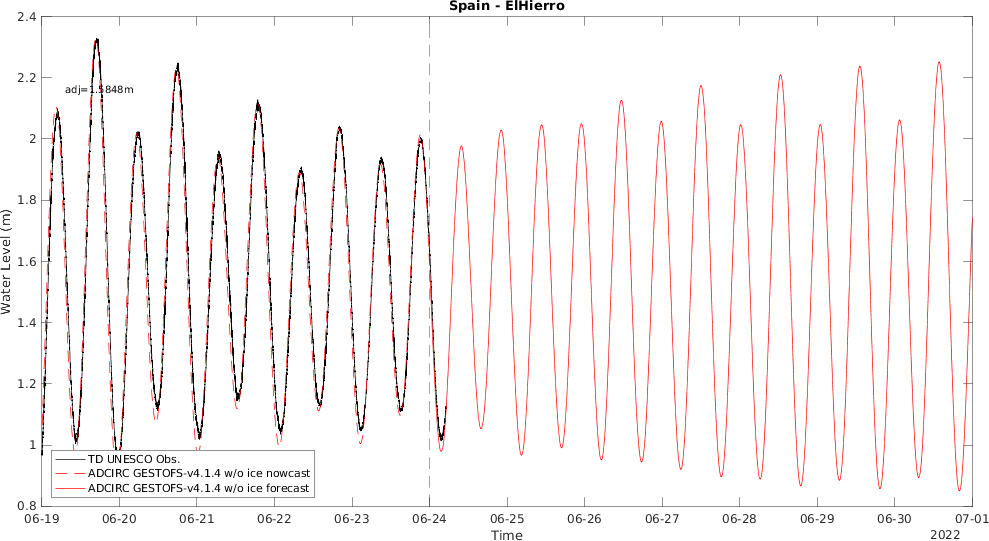 Spain - ElHierro
2.4
2.2
2
1.8
1.6
1.4
1.2
1
0.8
Water Level (m)
adj=1.5848m
TD UNESCO Obs.
ADCIRC GESTOFS-v4.1.4 w/o ice nowcast
ADCIRC GESTOFS-v4.1.4 w/o ice forecast
06-19 06-20 06-21 06-22 06-23 06-24 06-25 06-26 06-27 06-28 06-29 06-30 07-01
Time
2022